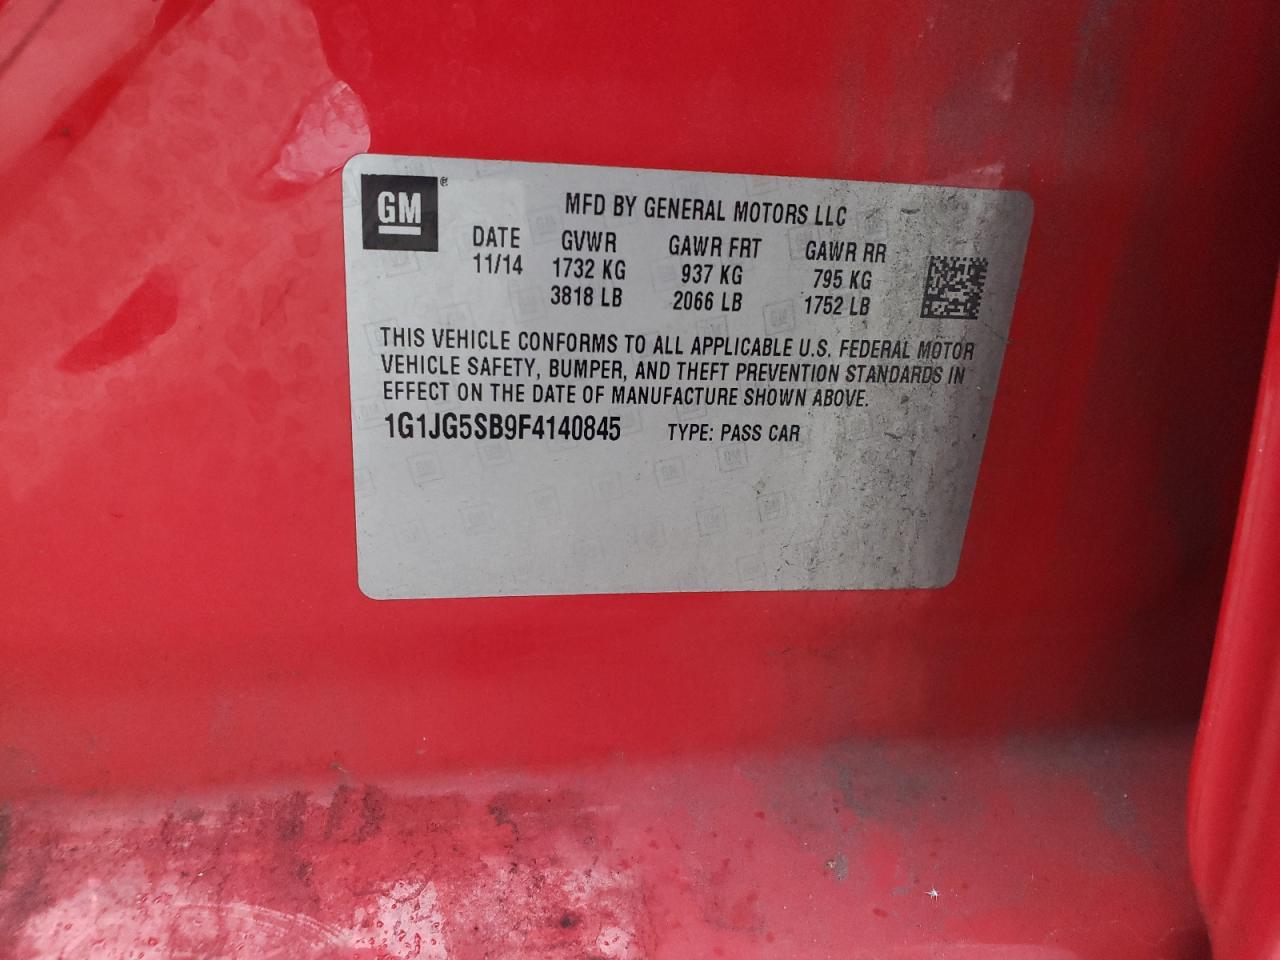 GM®
MFD BY GENERAL MOTORS LLC
DATE GVWR GAWR FRT GAWR RR
11/14 1732 KG 937 KG 795 KG
3818 LB 2066 LB 1752 LB
THIS VEHICLE CONFORMS TO ALL APPLICABLE U.S. FEDERAL MOTOR
VEHICLE SAFETY, BUMPER, AND THEFT PREVENTION STANDARDS IN
EFFECT ON THE DATE OF MANUFACTURE SHOWN ABOVE.
1G1JG5SB9F4140845 TYPE: PASS CAR